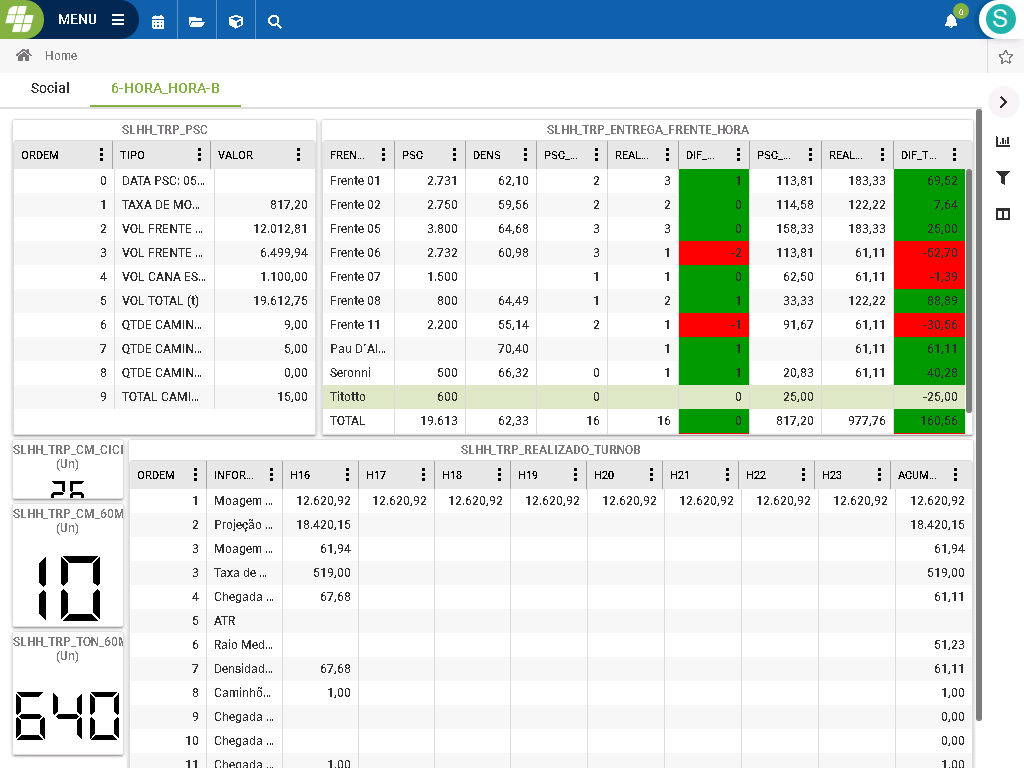 MENU
0
S
Home
Social
6-HORA_HORA-B
SLHH_TRP_PSC
ORDEM TIPO VALOR
0 DATA PSC: 05...
1 TAXA DE MO... 817,20
2 VOL FRENTE ... 12.012,81
3 VOL FRENTE ... 6.499,94
4 VOL CANA ES... 1.100,00
5 VOL TOTAL (t) 19.612,75
6 QTDE CAMIN... 9,00
7 QTDE CAMIN... 5,00
8 QTDE CAMIN... 0,00
9 TOTAL CAMI... 15,00
SLHH_TRP_ENTREGA_FRENTE_HORA
FREN... PSC DENS PSC_... REAL... DIF_... PSC_... REAL... DIF_T...
Frente 01 2.731 62,10 2 3 1 113,81 183,33 69,52
Frente 02 2.750 59,56 2 2 0 114,58 122,22 7,64
Frente 05 3.800 64,68 3 3 0 158,33 183,33 25,00
Frente 06 2.732 60,98 3 1 -2 113,81 61,11 -52,70
Frente 07 1.500 1 1 0 62,50 61,11 -1,39
Frente 08 800 64,49 1 2 1 33,33 122,22 88,89
Frente 11 2.200 55,14 2 1 -1 91,67 61,11 -30,56
Pau D´Al... 70,40 1 1 61,11 61,11
Seronni 500 66,32 0 1 1 20,83 61,11 40,28
Titotto 600 0 0 25,00 -25,00
TOTAL 19.613 62,33 16 16 0 817,20 977,76 160,56
SLHH_TRP_CM_CICI
(Un)
SLHH_TRP_CM_60M
(Un)
10
SLHH_TRP_TON_60M
(Un)
640
SLHH_TRP_REALIZADO_TURNOB
ORDEM INFOR... H16 H17 H18 H19 H20 H21 H22 H23 ACUM...
1 Moagem ... 12.620,92 12.620,92 12.620,92 12.620,92 12.620,92 12.620,92 12.620,92 12.620,92 12.620,92
2 Projeção ... 18.420,15 18.420,15
3 Moagem ... 61,94 61,94
3 Taxa de ... 519,00 519,00
4 Chegada ... 67,68 61,11
5 ATR
6 Raio Med... 51,23
7 Densidad... 67,68 61,11
8 Caminhõ... 1,00 1,00
9 Chegada ... 0,00
10 Chegada ... 0,00
11 Chegada ... 1,00 1,00